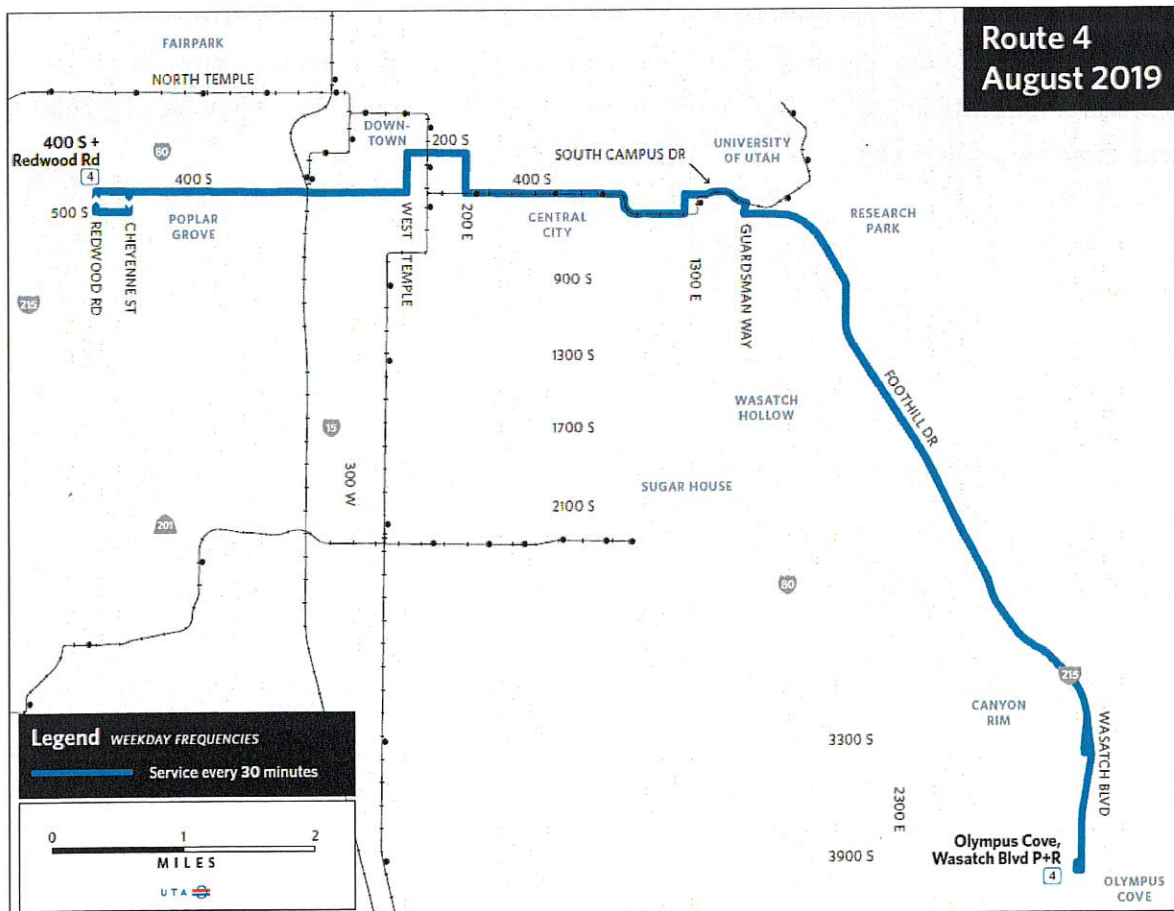 Route 4
August 2019
FAIRPARK
NORTH TEMPLE
DOWN-
TOWN
200 S
SOUTH CAMPUS DR
UNIVERSITY
OF UTAH
400 S +
Redwood Rd
4
80
400 S
400 S
500 S
REDWOOD RD
CHEYENNE ST
POPLAR
GROVE
WEST TEMPLE
200 E
CENTRAL
CITY
1300 E
GUARDSMAN WAY
RESEARCH
PARK
900 S
215
1300 S
WASATCH
HOLLOW
FOOTHILL DR
15
1700 S
300 W
SUGAR HOUSE
2100 S
201
80
215
CANYON
RIM
WASATCH BLVD
3300 S
2300 E
3900 S
Olympus Cove,
Wasatch Blvd P+R
4
OLYMPUS
COVE
Legend WEEKDAY FREQUENCIES
Service every 30 minutes
0 1 2
MILES
UTA